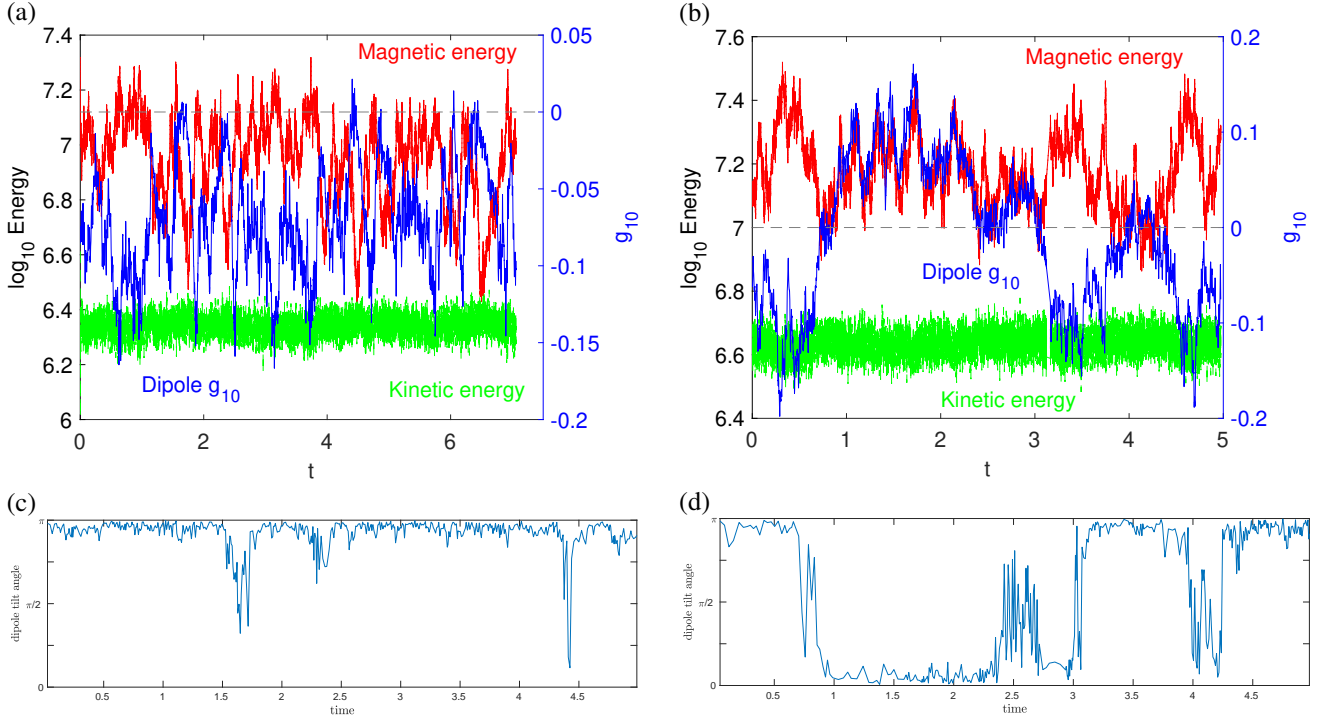 (a)
7.4
7.2
7
6.8
6.6
6.4
6.2
6
log10 Energy
0.05
0
-0.05
-0.1
-0.15
-0.2
g10
Magnetic energy
Dipole g10
Kinetic energy
0 2 4 6
t
(b)
7.6
7.4
7.2
7
6.8
6.6
6.4
log10 Energy
0.2
0.1
0
-0.1
-0.2
g10
Magnetic energy
Dipole g10
Kinetic energy
0 1 2 3 4 5
t
(c)
π
π/2
0
dipole tilt angle
0.5 1 1.5 2 2.5 3 3.5 4 4.5
time
(d)
π
π/2
0
dipole tilt angle
0.5 1 1.5 2 2.5 3 3.5 4 4.5
time